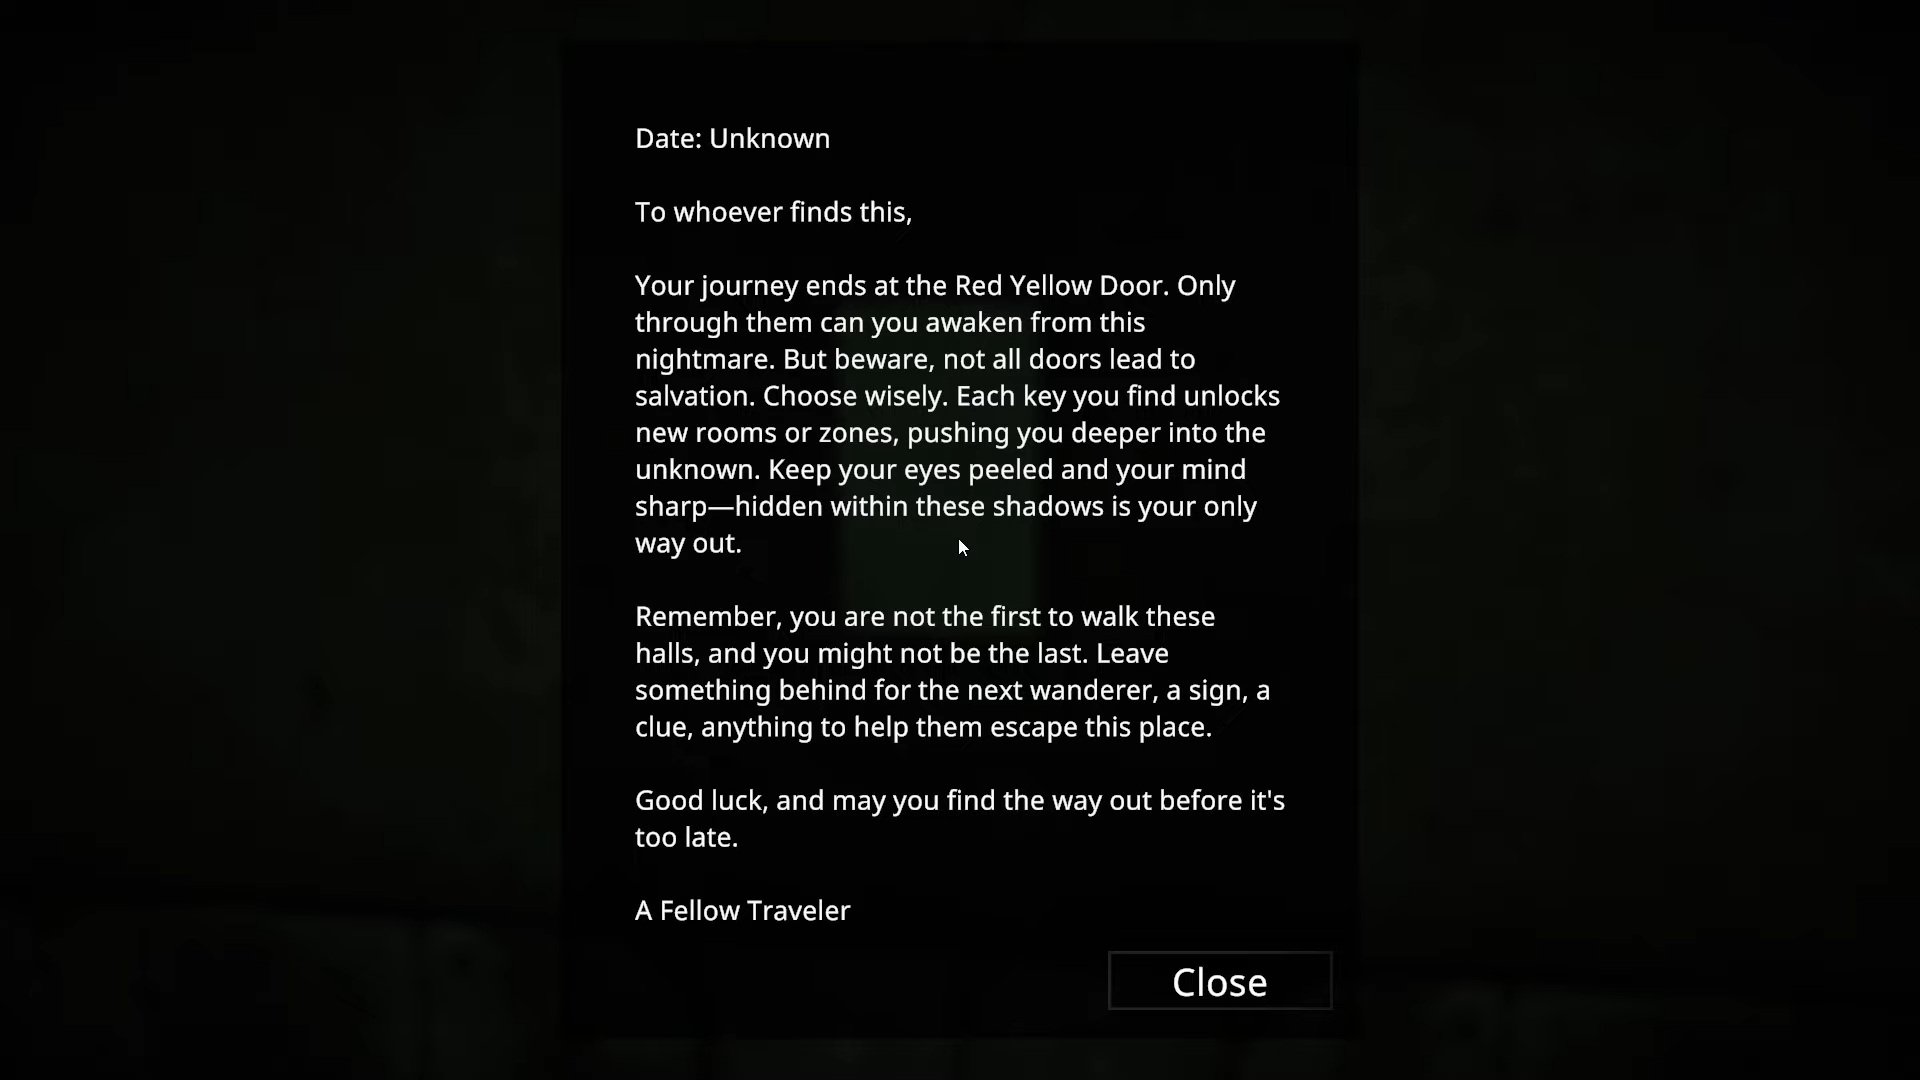 Date: Unknown
To whoever finds this,
Your journey ends at the Red Yellow Door. Only
through them can you awaken from this
nightmare. But beware, not all doors lead to
salvation. Choose wisely. Each key you find unlocks
new rooms or zones, pushing you deeper into the
unknown. Keep your eyes peeled and your mind
sharp—hidden within these shadows is your only
way out.
Remember, you are not the first to walk these
halls, and you might not be the last. Leave
something behind for the next wanderer, a sign, a
clue, anything to help them escape this place.
Good luck, and may you find the way out before it's
too late.
A Fellow Traveler
Close